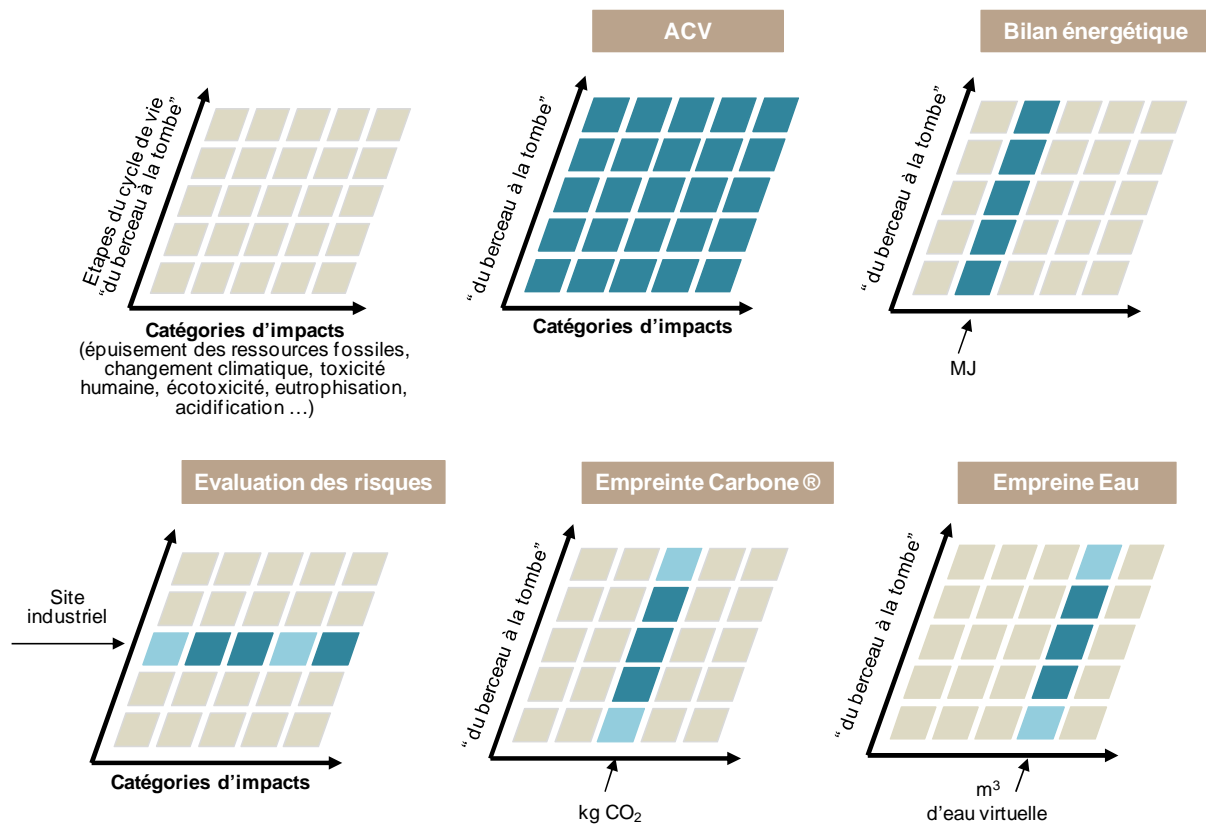 ACV
Bilan énergétique
Etapes du cycle de vie
“du berceau à la tombe”
Catégories d’impacts
(épuisement des ressources fossiles,
changement climatique, toxicité
humaine, écotoxicité, eutrophisation,
acidification …)
“ du berceau à la tombe”
Catégories d’impacts
“ du berceau à la tombe”
MJ
Evaluation des risques
Empreinte Carbone ®
Empreine Eau
Site
industriel
Catégories d’impacts
“ du berceau à la tombe”
kg CO₂
“ du berceau à la tombe”
m³
d’eau virtuelle